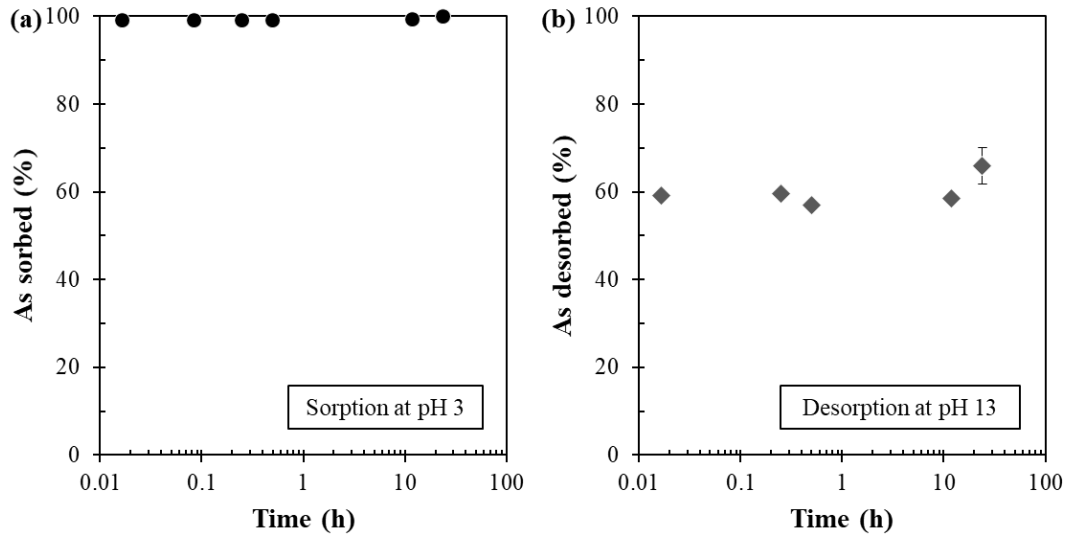 (a)
100
80
60
40
20
0
As sorbed (%)
Sorption at pH 3
0.01 0.1 1 10 100
Time (h)
(b)
100
80
60
40
20
0
As desorbed (%)
Desorption at pH 13
0.01 0.1 1 10 100
Time (h)